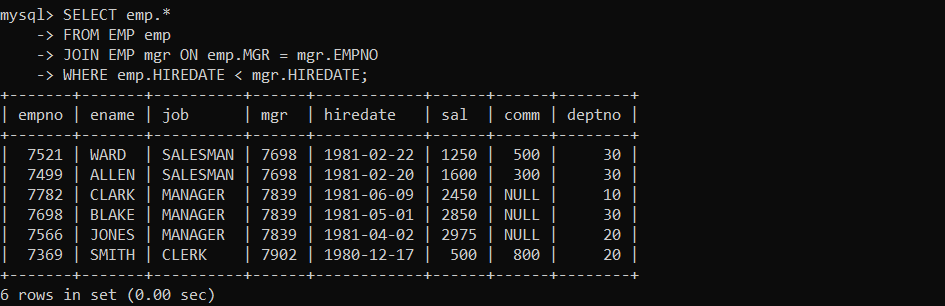 mysql> SELECT emp.*
    -> FROM EMP emp
    -> JOIN EMP mgr ON emp.MGR = mgr.EMPNO
    -> WHERE emp.HIREDATE < mgr.HIREDATE;
+-------+-------+----------+------+------------+------+------+--------+
| empno | ename | job      | mgr  | hiredate   | sal  | comm | deptno |
+-------+-------+----------+------+------------+------+------+--------+
|  7521 | WARD  | SALESMAN | 7698 | 1981-02-22 | 1250 |  500 |     30 |
|  7499 | ALLEN | SALESMAN | 7698 | 1981-02-20 | 1600 |  300 |     30 |
|  7782 | CLARK | MANAGER  | 7839 | 1981-06-09 | 2450 | NULL |     10 |
|  7698 | BLAKE | MANAGER  | 7839 | 1981-05-01 | 2850 | NULL |     30 |
|  7566 | JONES | MANAGER  | 7839 | 1981-04-02 | 2975 | NULL |     20 |
|  7369 | SMITH | CLERK    | 7902 | 1980-12-17 |  500 |  800 |     20 |
+-------+-------+----------+------+------------+------+------+--------+
6 rows in set (0.00 sec)